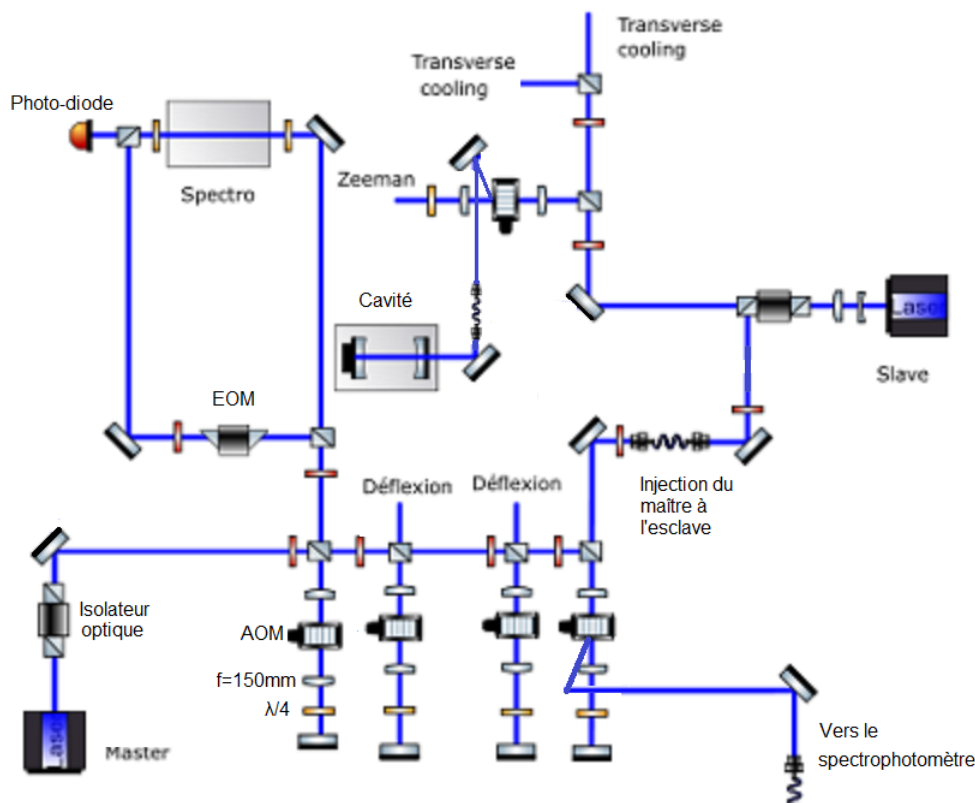 Transverse
cooling
Transverse
cooling
Photo-diode
Spectro
Zeeman
Cavité
Laser
Slave
EOM
Déflexion
Déflexion
Injection du
maître à
l'esclave
Isolateur
optique
AOM
f=150mm
λ/4
Laser
Master
Vers le
spectrophotomètre